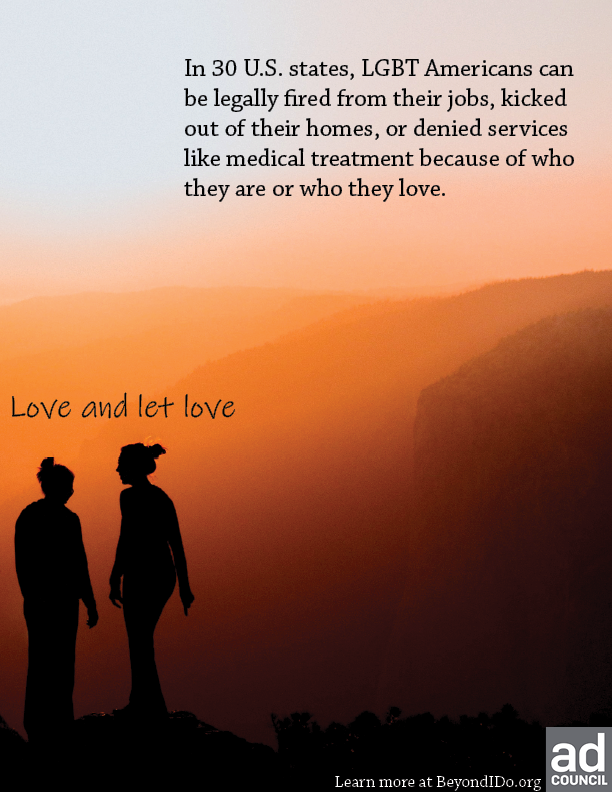 In 30 U.S. states, LGBT Americans can
be legally fired from their jobs, kicked
out of their homes, or denied services
like medical treatment because of who
they are or who they love.
Love and let love
Learn more at BeyondIDo.org
ad
COUNCIL